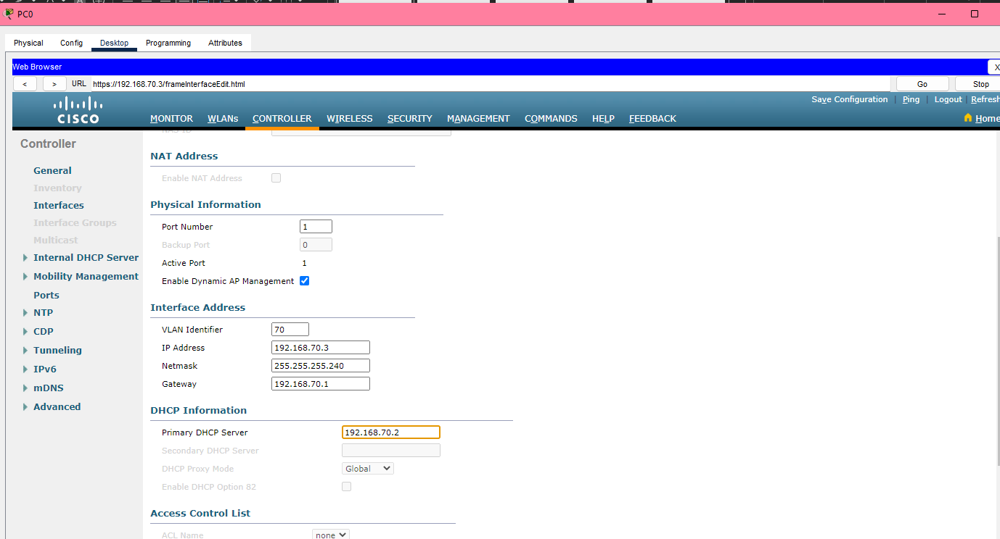 PC0
Physical Config Desktop Programming Attributes
Web Browser
X
< > URL https://192.168.70.3/frameInterfaceEdit.html Go Stop
Save Configuration | Ping | Logout | Refresh
CISCO MONITOR WLANs CONTROLLER WIRELESS SECURITY MANAGEMENT COMMANDS HELP FEEDBACK Home
Controller
General
Inventory
Interfaces
Interface Groups
Multicast
Internal DHCP Server
Mobility Management
Ports
NTP
CDP
Tunneling
IPv6
mDNS
Advanced
NAS-ID
NAT Address
Enable NAT Address
Physical Information
Port Number 1
Backup Port 0
Active Port 1
Enable Dynamic AP Management
Interface Address
VLAN Identifier 70
IP Address 192.168.70.3
Netmask 255.255.255.240
Gateway 192.168.70.1
DHCP Information
Primary DHCP Server 192.168.70.2
Secondary DHCP Server
DHCP Proxy Mode Global
Enable DHCP Option 82
Access Control List
ACL Name none